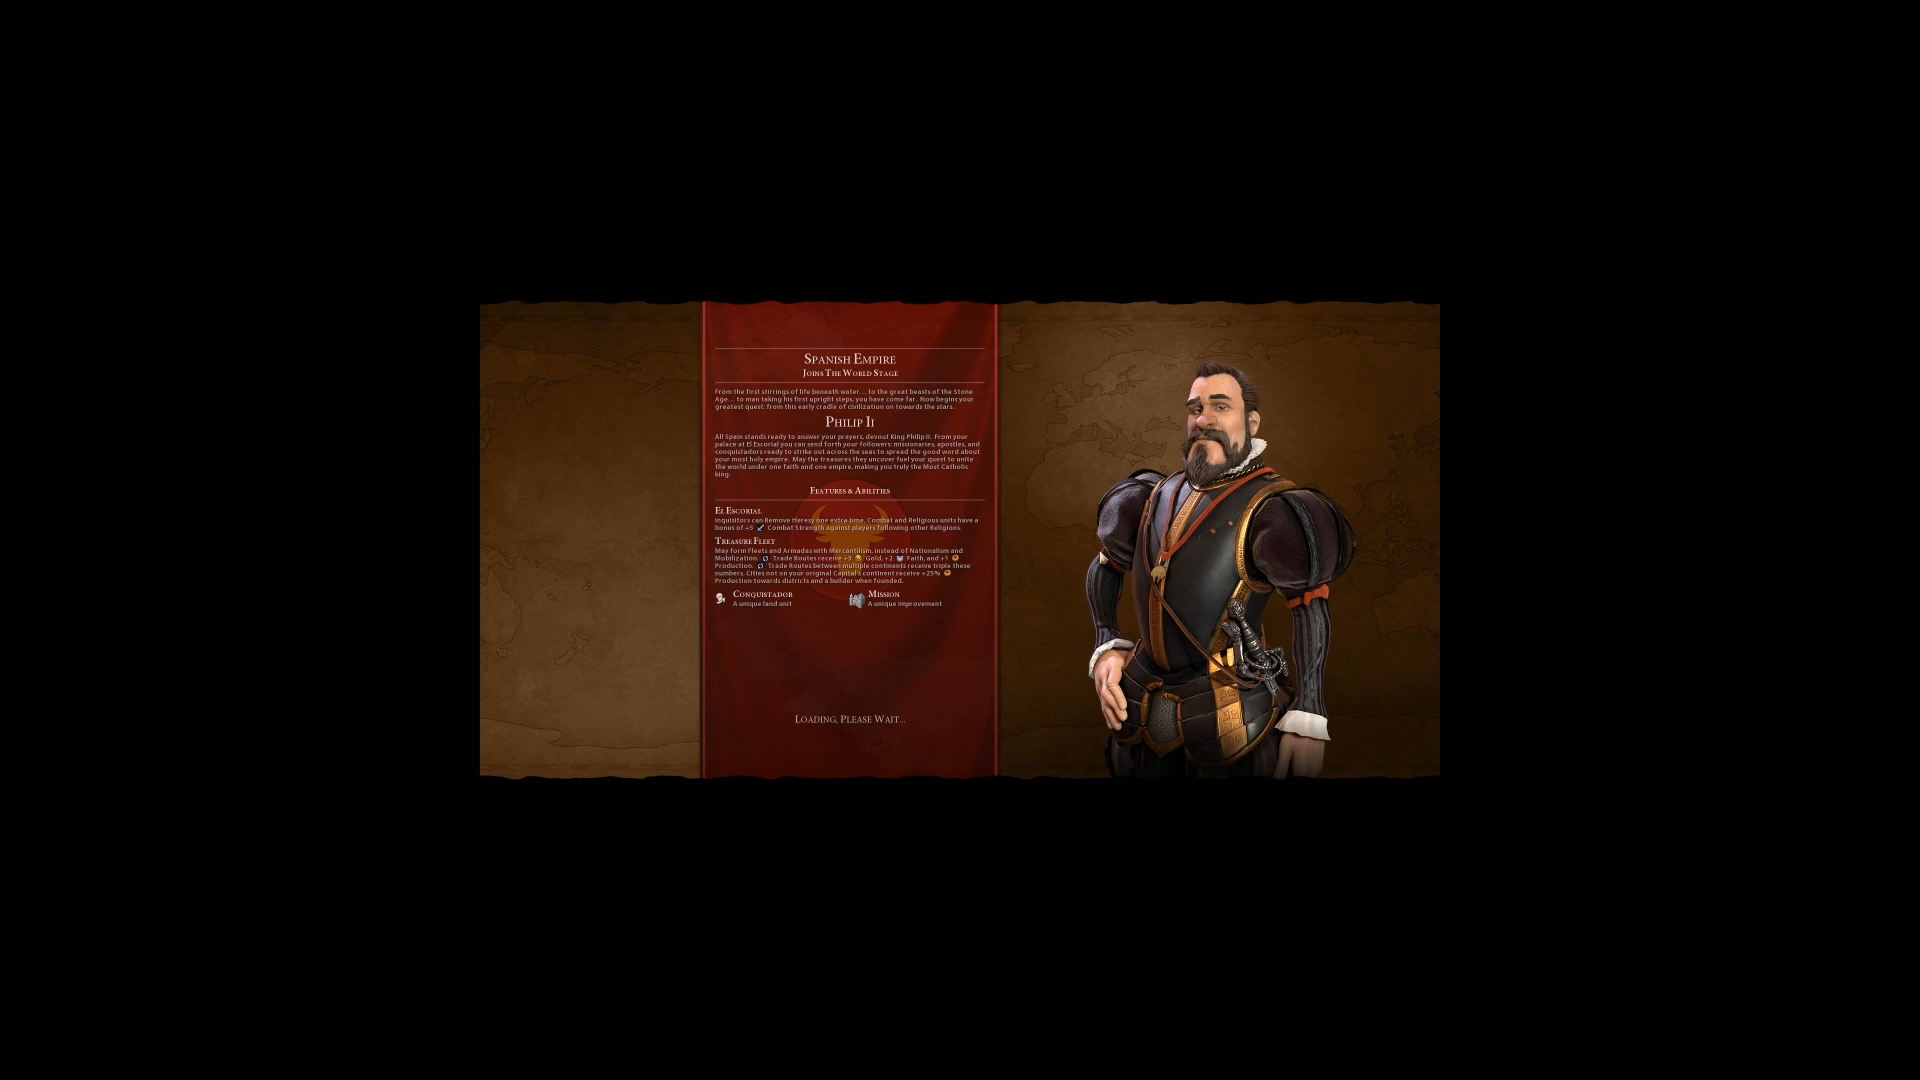 Spanish Empire
Joins The World Stage
From the first stirrings of life beneath water... to the great beasts of the Stone
Age... to man taking his first upright steps, you have come far. Now begins your
greatest quest: from this early cradle of civilization on towards the stars.
Philip Ii
All Spain stands ready to answer your prayers, devout King Philip II. From your
palace at El Escorial you can send forth your followers: missionaries, apostles, and
conquistadors ready to strike out across the seas to spread the good word about
your most holy empire. May the treasures they uncover fuel your quest to unite
the world under one faith and one empire, making you truly the Most Catholic
king.
Features & Abilities
El Escorial
Inquisitors can Remove Heresy one extra time. Combat and Religious units have a
bonus of +5 Combat Strength against players following other Religions.
Treasure Fleet
May form Fleets and Armadas with Mercantilism, instead of Nationalism and
Mobilization. Trade Routes receive +3 Gold, +2 Faith, and +1
Production. Trade Routes between multiple continents receive triple these
numbers. Cities not on your original Capital's continent receive +25%
Production towards districts and a builder when founded.
Conquistador
A unique land unit
Mission
A unique improvement
Loading, Please Wait...